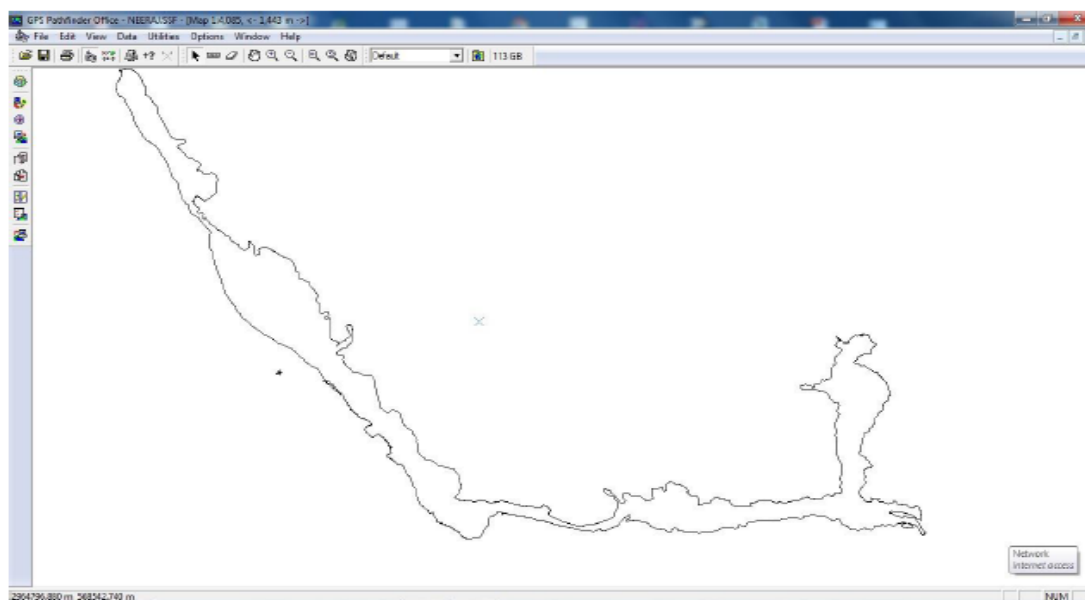 GPS Pathfinder Office - NEERAJ.SSF - [Map 1:4,085, <- 1,443 m ->]
File Edit View Data Utilities Options Window Help
Default 113 GB
Network
Internet access
2964796.880 m 568542.740 m NUM